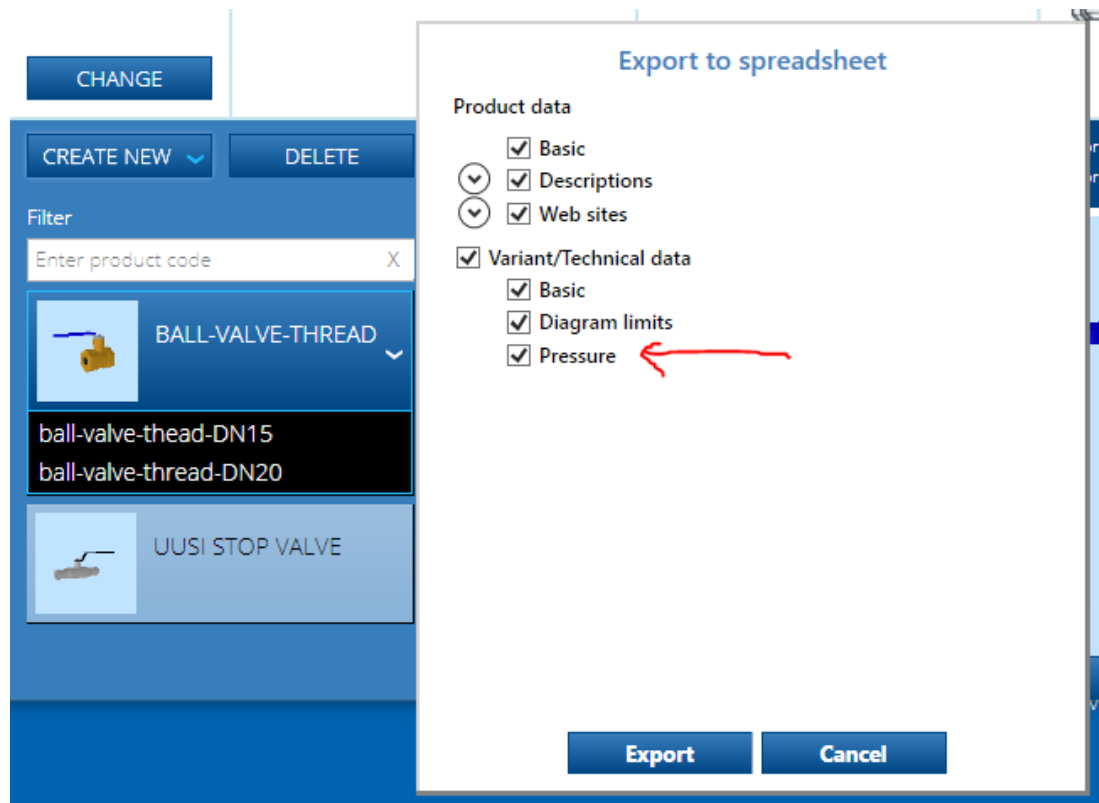 CHANGE
CREATE NEW
DELETE
Filter
Enter product code X
BALL-VALVE-THREAD
ball-valve-thead-DN15
ball-valve-thread-DN20
UUSI STOP VALVE
Export to spreadsheet
Product data
Basic
Descriptions
Web sites
Variant/Technical data
Basic
Diagram limits
Pressure
Export
Cancel